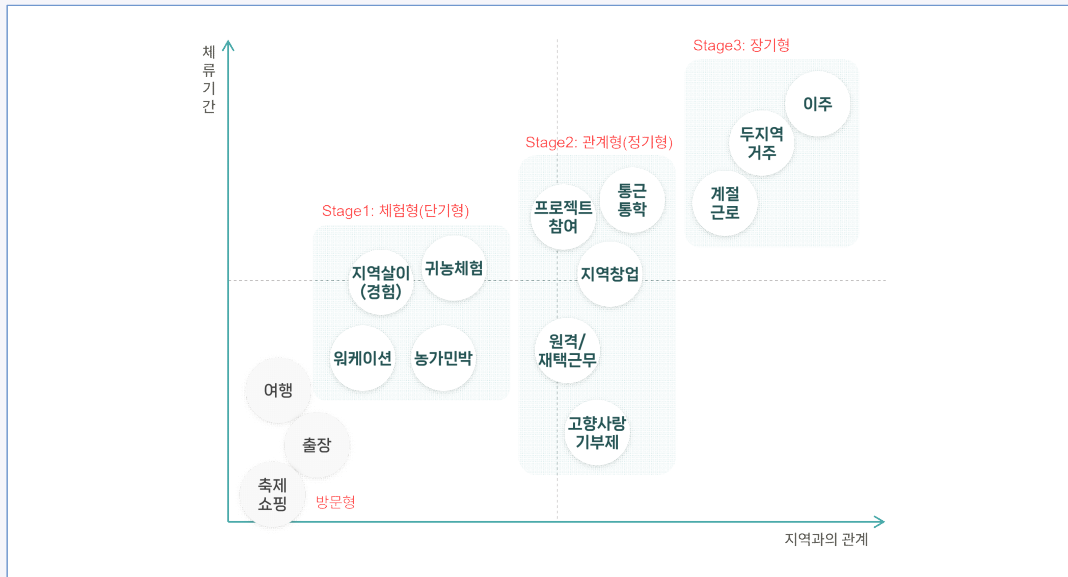 체
류
기
간
Stage3: 장기형
이주
두지역
거주
계절
근로
Stage2: 관계형(정기형)
통근
통학
프로젝트
참여
지역창업
원격/
재택근무
고향사랑
기부제
Stage1: 체험형(단기형)
지역살이
(경험)
귀농체험
워케이션
농가민박
여행
출장
축제
쇼핑
방문형
지역과의 관계